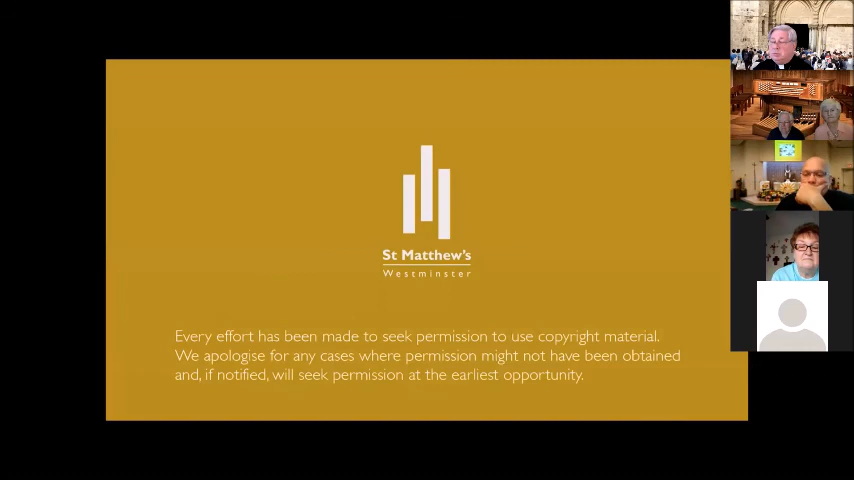 St Matthew's
Westminster
Every effort has been made to seek permission to use copyright material.
We apologise for any cases where permission might not have been obtained
and, if notified, will seek permission at the earliest opportunity.